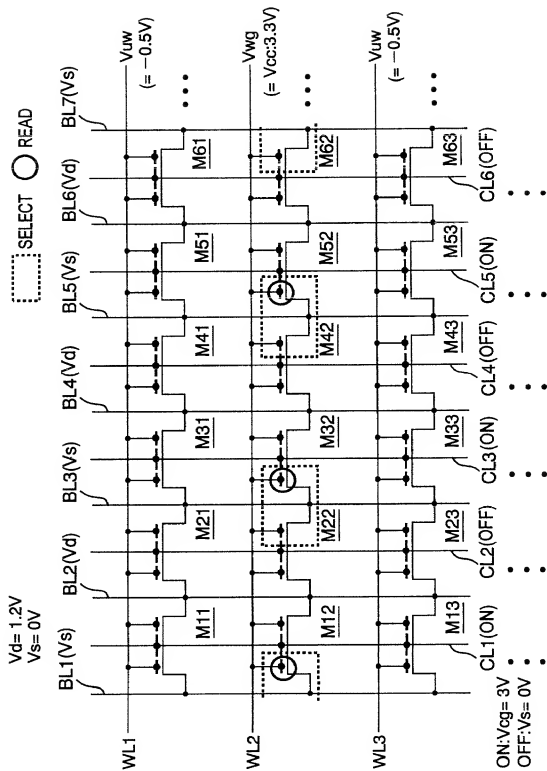 SELECT READ
Vd= 1.2V
Vs= 0V
BL1(Vs) BL2(Vd) BL3(Vs) BL4(Vd) BL5(Vs) BL6(Vd) BL7(Vs)
WL1 Vuw
(= −0.5V)
M11 M21 M31 M41 M51 M61
WL2 Vwg
(= Vcc:3.3V)
M12 M22 M32 M42 M52 M62
WL3 Vuw
(= −0.5V)
M13 M23 M33 M43 M53 M63
CL1(ON) CL2(OFF) CL3(ON) CL4(OFF) CL5(ON) CL6(OFF)
ON:Vcg= 3V
OFF:Vs= 0V